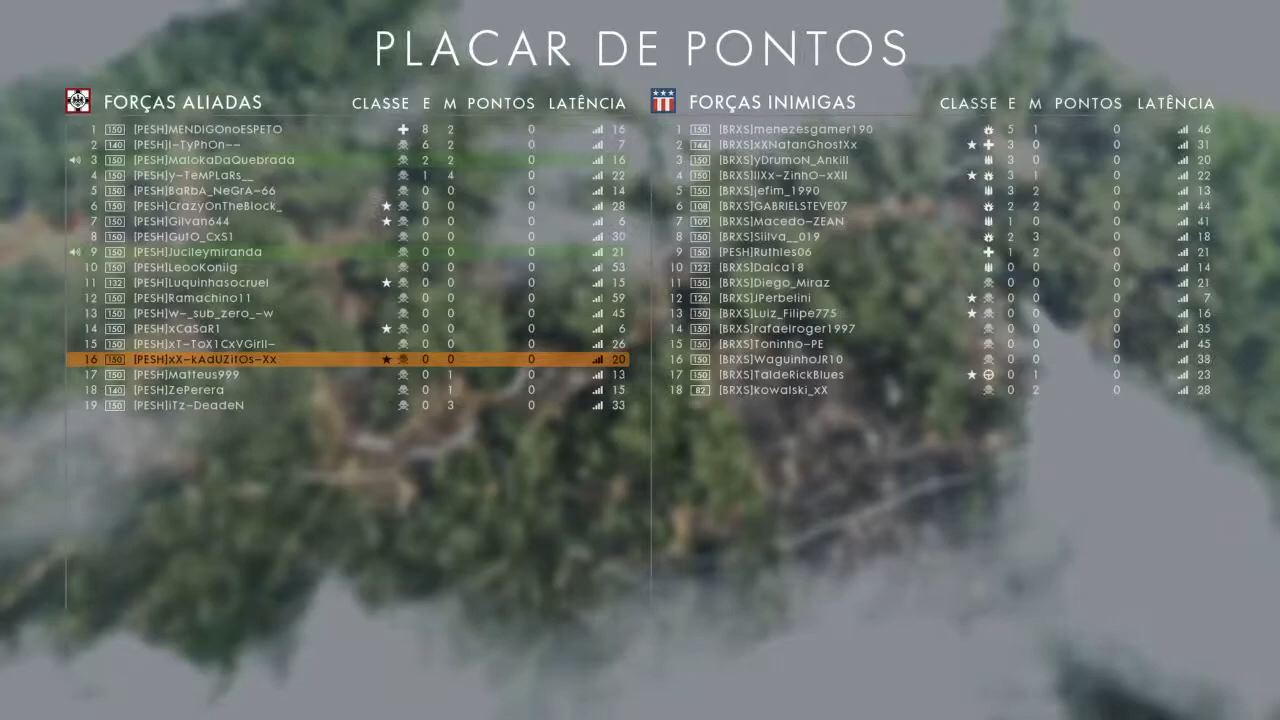 PLACAR DE PONTOS
FORÇAS ALIADAS CLASSE E M PONTOS LATÊNCIA
1 150 [PESH]MENDIGOnoESPETO 8 2 0 16
2 140 [PESH]I-TyPhOn-- 6 2 0 7
3 150 [PESH]MalokaDaQuebrada 2 2 0 16
4 150 [PESH]y-TeMPLaRs__ 1 4 0 22
5 150 [PESH]BaRbA_NeGrA-66 0 0 0 14
6 150 [PESH]CrazyOnTheBlock_ 0 0 0 28
7 150 [PESH]Gilvan644 0 0 0 6
8 150 [PESH]GuTo_CxS1 0 0 0 30
9 150 [PESH]Jucileymiranda 0 0 0 21
10 150 [PESH]LeooKoniig 0 0 0 53
11 132 [PESH]Luquinhasocruel 0 0 0 15
12 150 [PESH]Ramachino11 0 0 0 59
13 150 [PESH]w-_sub_zero_-w 0 0 0 45
14 150 [PESH]xCaSaR1 0 0 0 6
15 150 [PESH]xT-ToX1CxVGirll- 0 0 0 26
16 150 [PESH]xX-kAdUZitOs-Xx 0 0 0 20
17 150 [PESH]Matteus999 0 1 0 13
18 140 [PESH]ZePerera 0 1 0 15
19 150 [PESH]iTz-DeadeN 0 3 0 33
FORÇAS INIMIGAS CLASSE E M PONTOS LATÊNCIA
1 150 [BRXS]menezesgamer190 5 1 0 46
2 144 [BRXS]xXNatanGhostXx 3 0 0 31
3 150 [BRXS]yDrumoN_Ankill 3 0 0 20
4 150 [BRXS]IIXx-ZinhO-xXII 3 1 0 22
5 150 [BRXS]jefim_1990 3 2 0 13
6 108 [BRXS]GABRIELSTEVE07 2 2 0 44
7 109 [BRXS]Macedo-ZEAN 1 0 0 41
8 150 [BRXS]Siilva__019 2 3 0 18
9 150 [PESH]Ruthles06 1 2 0 21
10 122 [BRXS]Dalca18 0 0 0 14
11 150 [BRXS]Diego_Miraz 0 0 0 21
12 126 [BRXS]JPerbelini 0 0 0 7
13 150 [BRXS]Luiz_Filipe775 0 0 0 16
14 150 [BRXS]rafaelroger1997 0 0 0 35
15 150 [BRXS]Toninho-PE 0 0 0 45
16 150 [BRXS]WaguinhoJR10 0 0 0 38
17 150 [BRXS]TaldeRickBlues 0 1 0 23
18 82 [BRXS]kowalski_xX 0 2 0 28